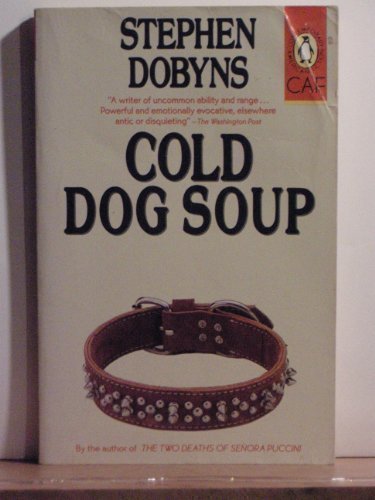 STEPHEN
DOBYNS
"A writer of uncommon ability and range...
Powerful and emotionally evocative, elsewhere
antic or disquieting" —The Washington Post
CAF
COLD
DOG SOUP
By the author of THE TWO DEATHS OF SEÑORA PUCCINI